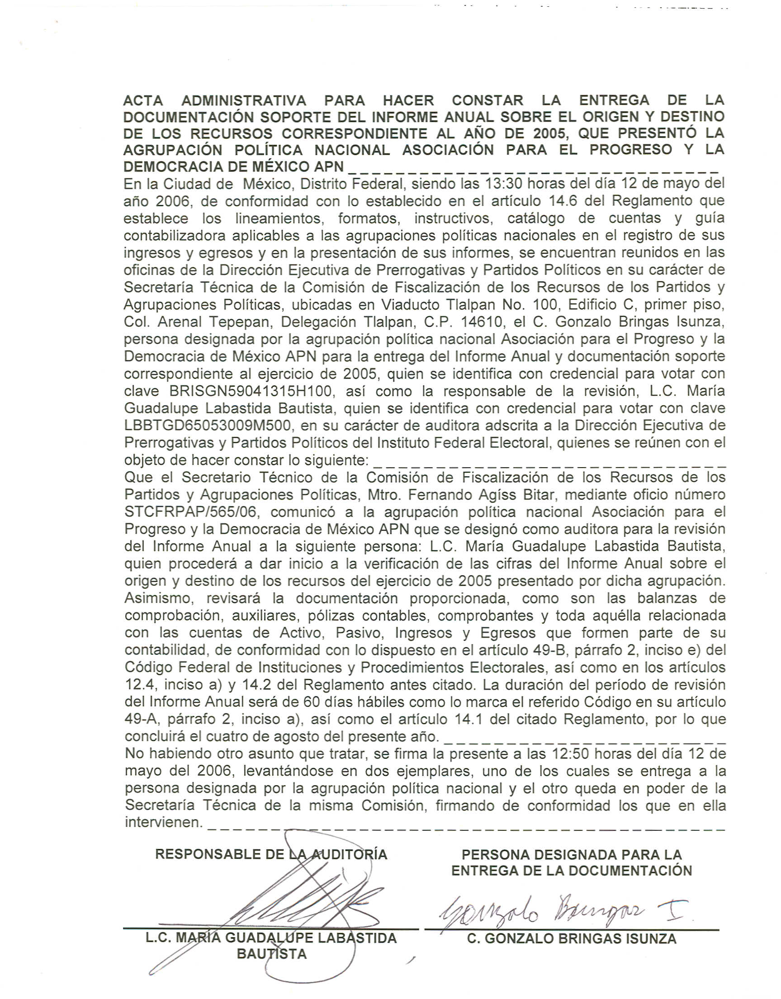 ACTA ADMINISTRATIVA PARA HACER CONSTAR LA ENTREGA DE LA
DOCUMENTACIÓN SOPORTE DEL INFORME ANUAL SOBRE EL ORIGEN Y DESTINO
DE LOS RECURSOS CORRESPONDIENTE AL AÑO DE 2005, QUE PRESENTÓ LA
AGRUPACIÓN POLÍTICA NACIONAL ASOCIACIÓN PARA EL PROGRESO Y LA
DEMOCRACIA DE MÉXICO APN
En la Ciudad de México, Distrito Federal, siendo las 13:30 horas del día 12 de mayo del
año 2006, de conformidad con lo establecido en el artículo 14.6 del Reglamento que
establece los lineamientos, formatos, instructivos, catálogo de cuentas y guía
contabilizadora aplicables a las agrupaciones políticas nacionales en el registro de sus
ingresos y egresos y en la presentación de sus informes, se encuentran reunidos en las
oficinas de la Dirección Ejecutiva de Prerrogativas y Partidos Políticos en su carácter de
Secretaría Técnica de la Comisión de Fiscalización de los Recursos de los Partidos y
Agrupaciones Políticas, ubicadas en Viaducto Tlalpan No. 100, Edificio C, primer piso,
Col. Arenal Tepepan, Delegación Tlalpan, C.P. 14610, el C. Gonzalo Bringas Isunza,
persona designada por la agrupación política nacional Asociación para el Progreso y la
Democracia de México APN para la entrega del Informe Anual y documentación soporte
correspondiente al ejercicio de 2005, quien se identifica con credencial para votar con
clave BRISGN59041315H100, así como la responsable de la revisión, L.C. María
Guadalupe Labastida Bautista, quien se identifica con credencial para votar con clave
LBBTGD65053009M500, en su carácter de auditora adscrita a la Dirección Ejecutiva de
Prerrogativas y Partidos Políticos del Instituto Federal Electoral, quienes se reúnen con el
objeto de hacer constar lo siguiente:
Que el Secretario Técnico de la Comisión de Fiscalización de los Recursos de los
Partidos y Agrupaciones Políticas, Mtro. Fernando Agíss Bitar, mediante oficio número
STCFRPAP/565/06, comunicó a la agrupación política nacional Asociación para el
Progreso y la Democracia de México APN que se designó como auditora para la revisión
del Informe Anual a la siguiente persona: L.C. María Guadalupe Labastida Bautista,
quien procederá a dar inicio a la verificación de las cifras del Informe Anual sobre el
origen y destino de los recursos del ejercicio de 2005 presentado por dicha agrupación.
Asimismo, revisará la documentación proporcionada, como son las balanzas de
comprobación, auxiliares, pólizas contables, comprobantes y toda aquélla relacionada
con las cuentas de Activo, Pasivo, Ingresos y Egresos que formen parte de su
contabilidad, de conformidad con lo dispuesto en el artículo 49-B, párrafo 2, inciso e) del
Código Federal de Instituciones y Procedimientos Electorales, así como en los artículos
12.4, inciso a) y 14.2 del Reglamento antes citado. La duración del período de revisión
del Informe Anual será de 60 días hábiles como lo marca el referido Código en su artículo
49-A, párrafo 2, inciso a), así como el artículo 14.1 del citado Reglamento, por lo que
concluirá el cuatro de agosto del presente año.
No habiendo otro asunto que tratar, se firma la presente a las 12:50 horas del día 12 de
mayo del 2006, levantándose en dos ejemplares, uno de los cuales se entrega a la
persona designada por la agrupación política nacional y el otro queda en poder de la
Secretaría Técnica de la misma Comisión, firmando de conformidad los que en ella
intervienen.
RESPONSABLE DE LA AUDITORÍA
PERSONA DESIGNADA PARA LA
ENTREGA DE LA DOCUMENTACIÓN
Gonzalo Bringas I.
L.C. MARÍA GUADALUPE LABASTIDA
BAUTISTA
C. GONZALO BRINGAS ISUNZA